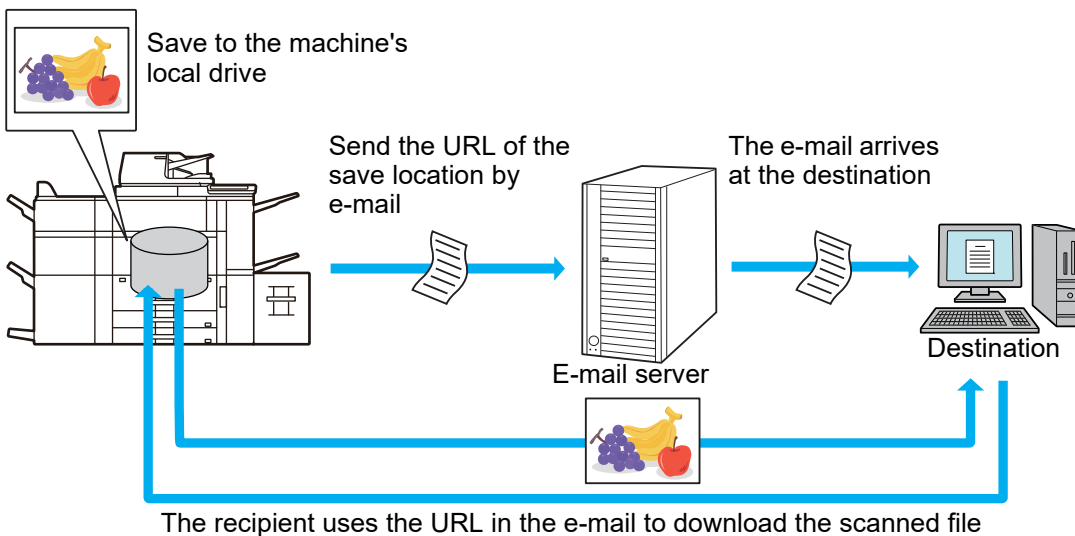 Save to the machine's
local drive
Send the URL of the
save location by
e-mail
The e-mail arrives
at the destination
E-mail server
Destination
The recipient uses the URL in the e-mail to download the scanned file